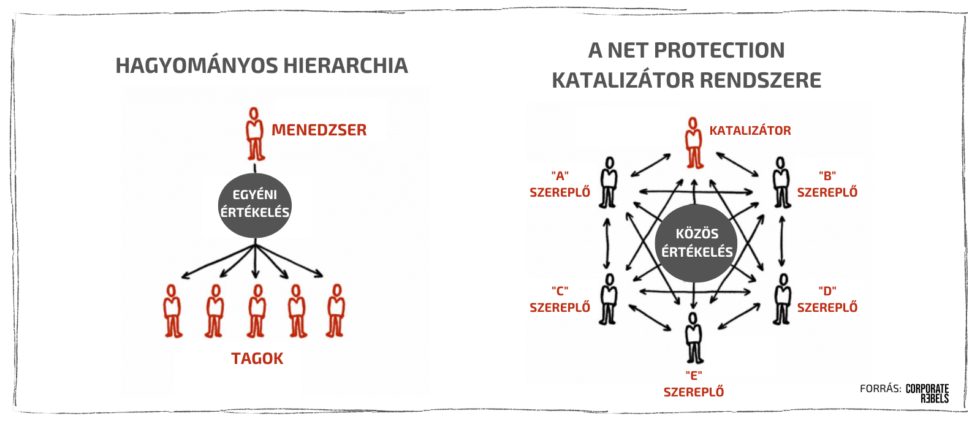 HAGYOMÁNYOS HIERARCHIA
MENEDZSER
EGYÉNI
ÉRTÉKELÉS
TAGOK
A NET PROTECTION
KATALIZÁTOR RENDSZERE
KATALIZÁTOR
"A"
SZEREPLŐ
"B"
SZEREPLŐ
KÖZÖS
ÉRTÉKELÉS
"C"
SZEREPLŐ
"D"
SZEREPLŐ
"E"
SZEREPLŐ
FORRÁS: CORPORATE
RƎBELS